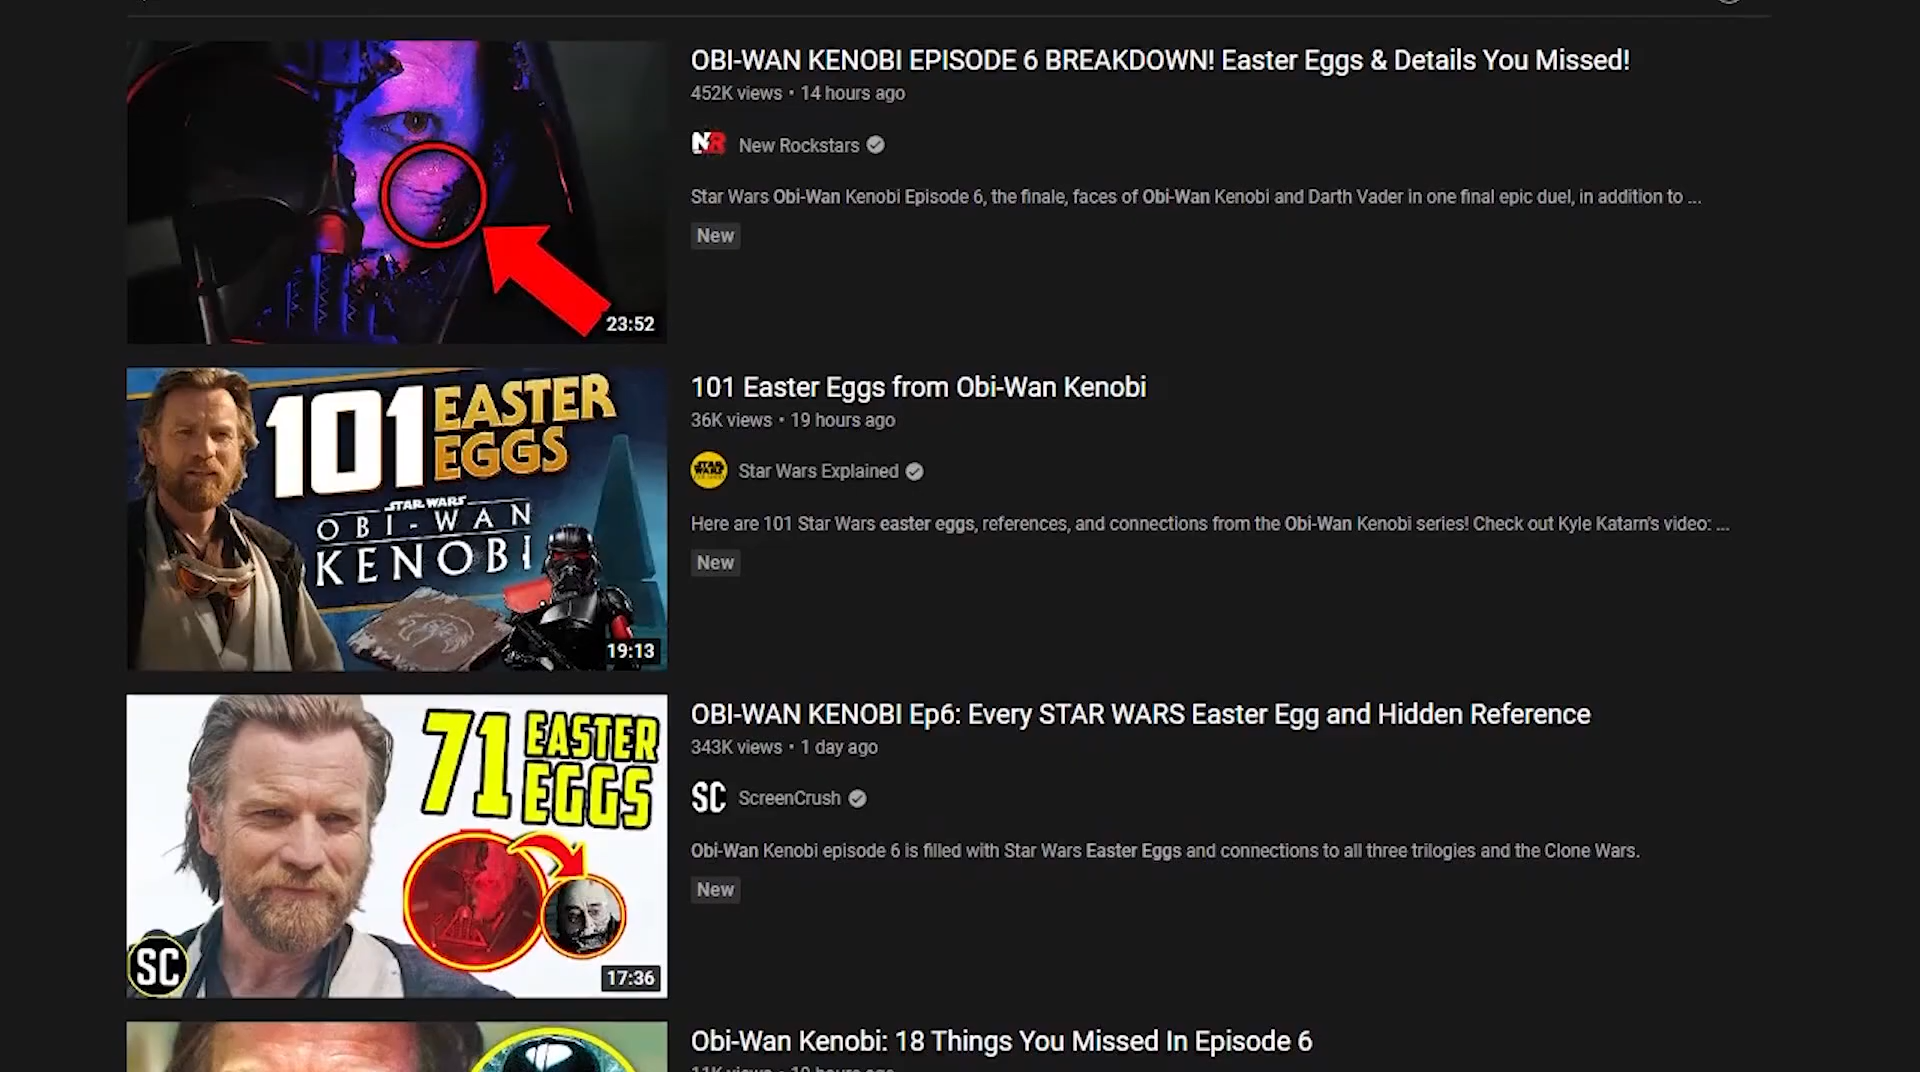 OBI-WAN KENOBI EPISODE 6 BREAKDOWN! Easter Eggs & Details You Missed!
452K views • 14 hours ago
NR New Rockstars
Star Wars Obi-Wan Kenobi Episode 6, the finale, faces of Obi-Wan Kenobi and Darth Vader in one final epic duel, in addition to ...
New
23:52
101 EASTER
EGGS
STAR WARS
OBI-WAN
KENOBI
19:13
101 Easter Eggs from Obi-Wan Kenobi
36K views • 19 hours ago
STAR WARS
Star Wars Explained
Here are 101 Star Wars easter eggs, references, and connections from the Obi-Wan Kenobi series! Check out Kyle Katarn's video: ...
New
71 EASTER
EGGS
SC
17:36
OBI-WAN KENOBI Ep6: Every STAR WARS Easter Egg and Hidden Reference
343K views • 1 day ago
SC ScreenCrush
Obi-Wan Kenobi episode 6 is filled with Star Wars Easter Eggs and connections to all three trilogies and the Clone Wars.
New
Obi-Wan Kenobi: 18 Things You Missed In Episode 6
11K views • 19 hours ago